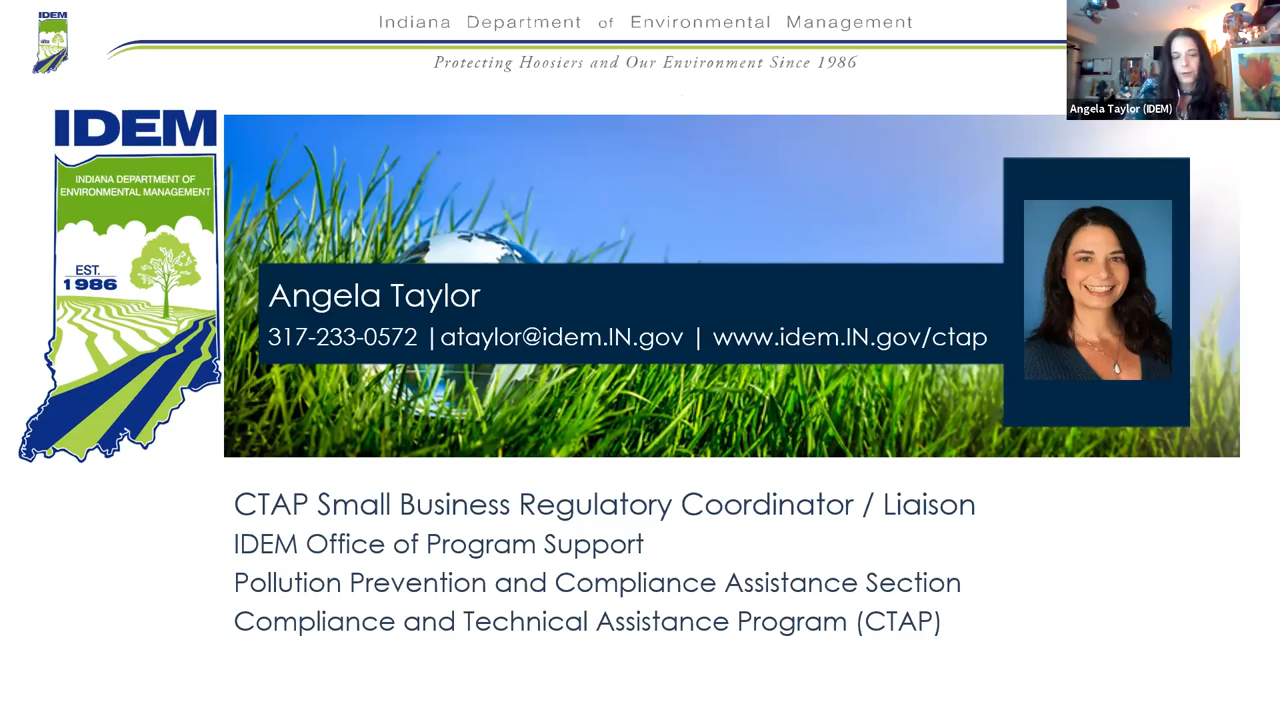 IDEM
Indiana Department of Environmental Management
Protecting Hoosiers and Our Environment Since 1986
Angela Taylor (IDEM)
IDEM
INDIANA DEPARTMENT OF
ENVIRONMENTAL MANAGEMENT
EST.
1986
Angela Taylor
317-233-0572 |ataylor@idem.IN.gov | www.idem.IN.gov/ctap
CTAP Small Business Regulatory Coordinator / Liaison
IDEM Office of Program Support
Pollution Prevention and Compliance Assistance Section
Compliance and Technical Assistance Program (CTAP)